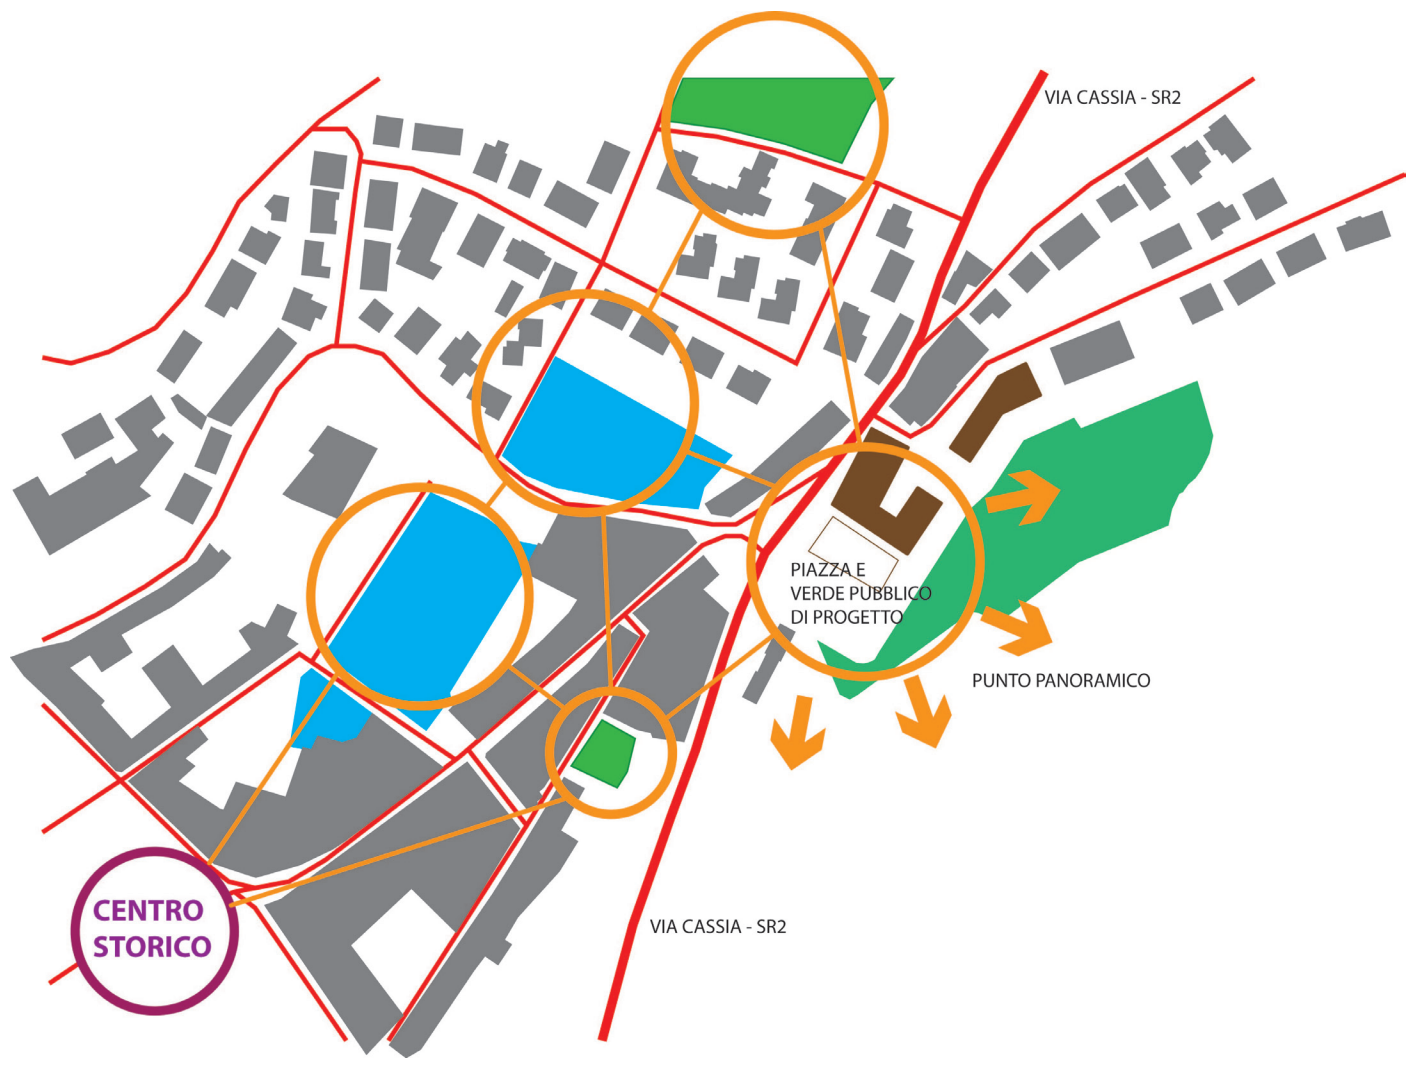 VIA CASSIA - SR2
PIAZZA E
VERDE PUBBLICO
DI PROGETTO
PUNTO PANORAMICO
CENTRO
STORICO
VIA CASSIA - SR2